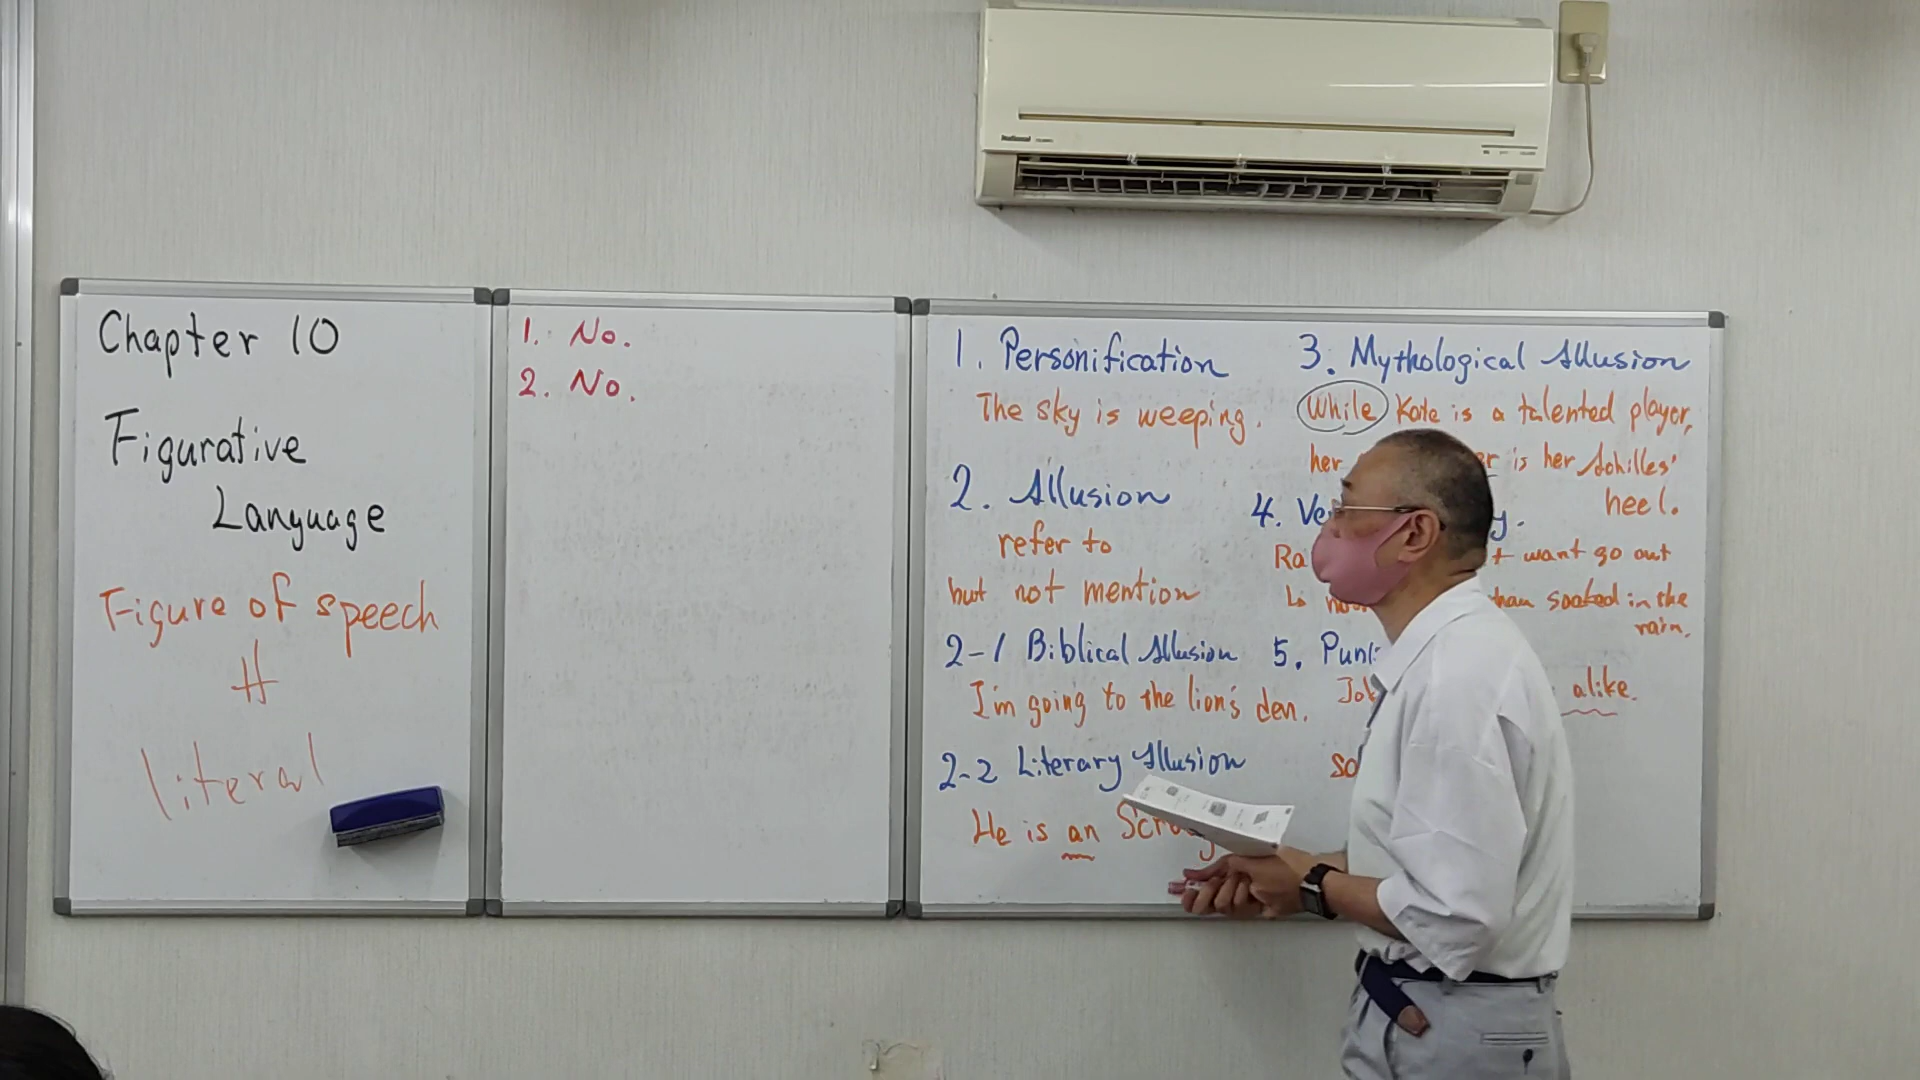 National
Chapter 10
Figurative
Language
Figure of speech
literal
1. No.
2. No.
1. Personification
The sky is weeping.
2. Allusion
refer to
but not mention
2-1 Biblical Allusion
I'm going to the lion's den.
2-2 Literary Allusion
He is an
3. Mythological Allusion
While Kate is a talented player,
her is her Achilles'
heel.
4.
want go out
soaked in the
rain.
5.
alike.